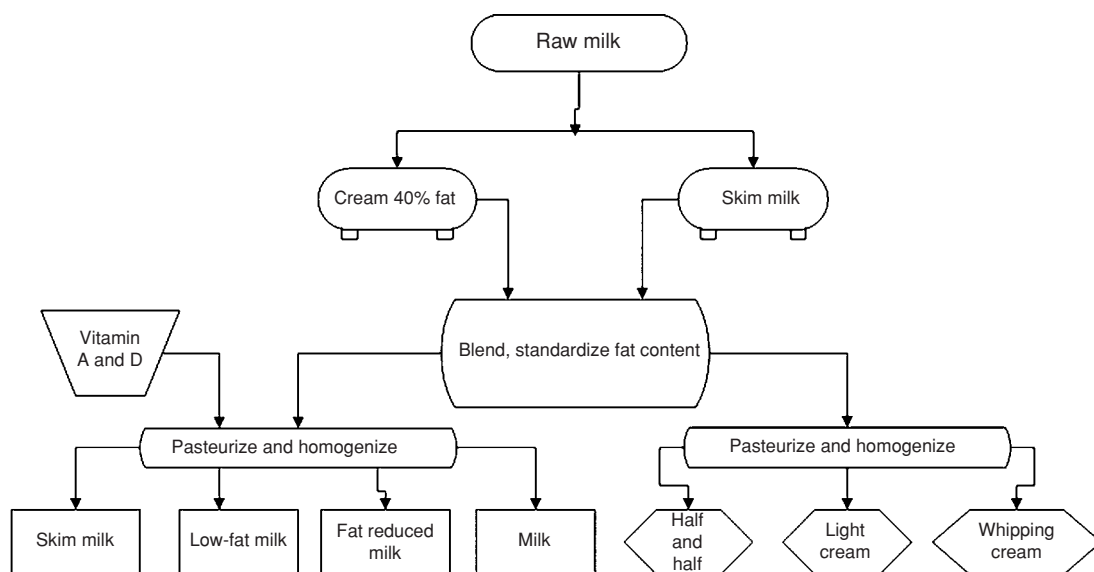 Raw milk
Cream 40% fat
Skim milk
Vitamin
A and D
Blend, standardize fat content
Pasteurize and homogenize
Pasteurize and homogenize
Skim milk
Low-fat milk
Fat reduced
milk
Milk
Half
and
half
Light
cream
Whipping
cream